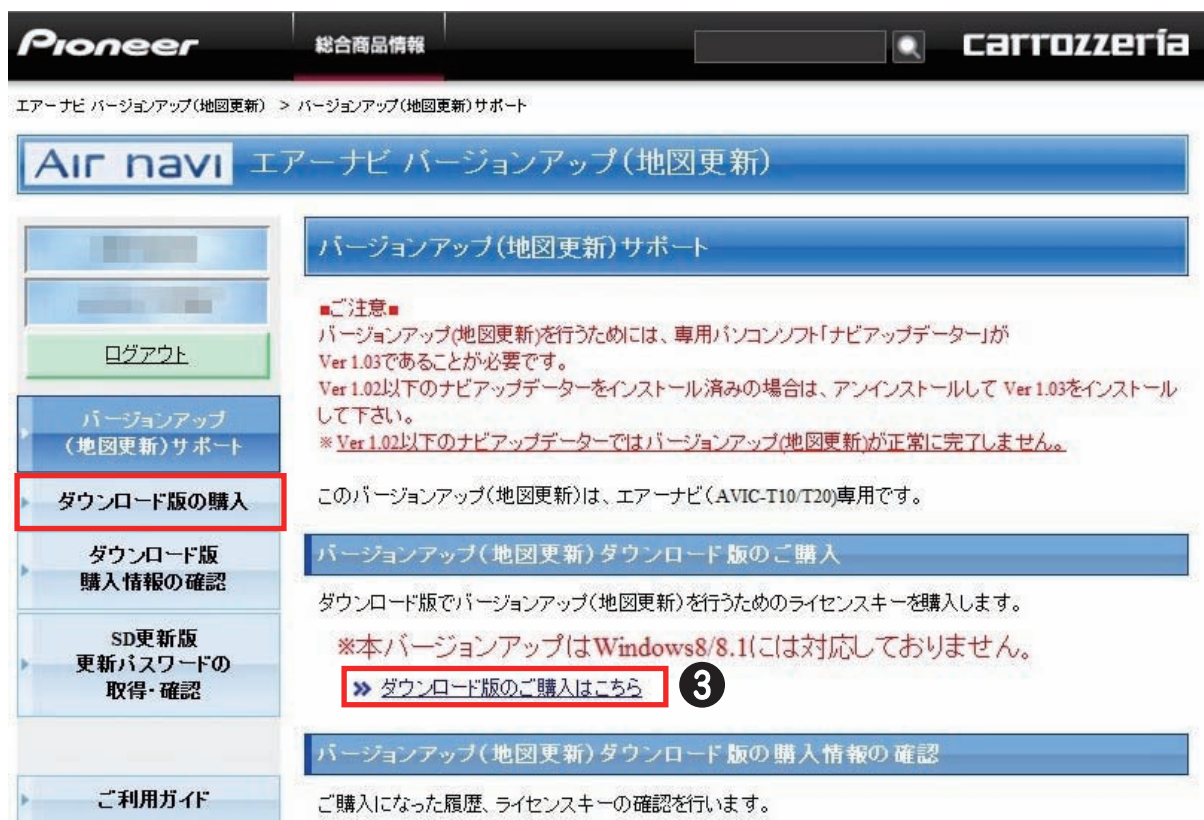 Pioneer
総合商品情報
carrozzeria
エアーナビ バージョンアップ(地図更新) > バージョンアップ(地図更新)サポート
AIr navI エアーナビ バージョンアップ(地図更新)
ログアウト
バージョンアップ
(地図更新)サポート
ダウンロード版の購入
ダウンロード版
購入情報の確認
SD更新版
更新パスワードの
取得・確認
ご利用ガイド
バージョンアップ(地図更新)サポート
■ご注意■
バージョンアップ(地図更新)を行うためには、専用パソコンソフト「ナビアップデーター」が
Ver 1.03であることが必要です。
Ver 1.02以下のナビアップデーターをインストール済みの場合は、アンインストールして Ver 1.03をインストール
して下さい。
※ Ver 1.02以下のナビアップデーターではバージョンアップ(地図更新)が正常に完了しません。
このバージョンアップ(地図更新)は、エアーナビ(AVIC-T10/T20)専用です。
バージョンアップ(地図更新)ダウンロード版のご購入
ダウンロード版でバージョンアップ(地図更新)を行うためのライセンスキーを購入します。
※本バージョンアップはWindows8/8.1には対応しておりません。
» ダウンロード版のご購入はこちら
3
バージョンアップ(地図更新)ダウンロード版の購入情報の確認
ご購入になった履歴、ライセンスキーの確認を行います。